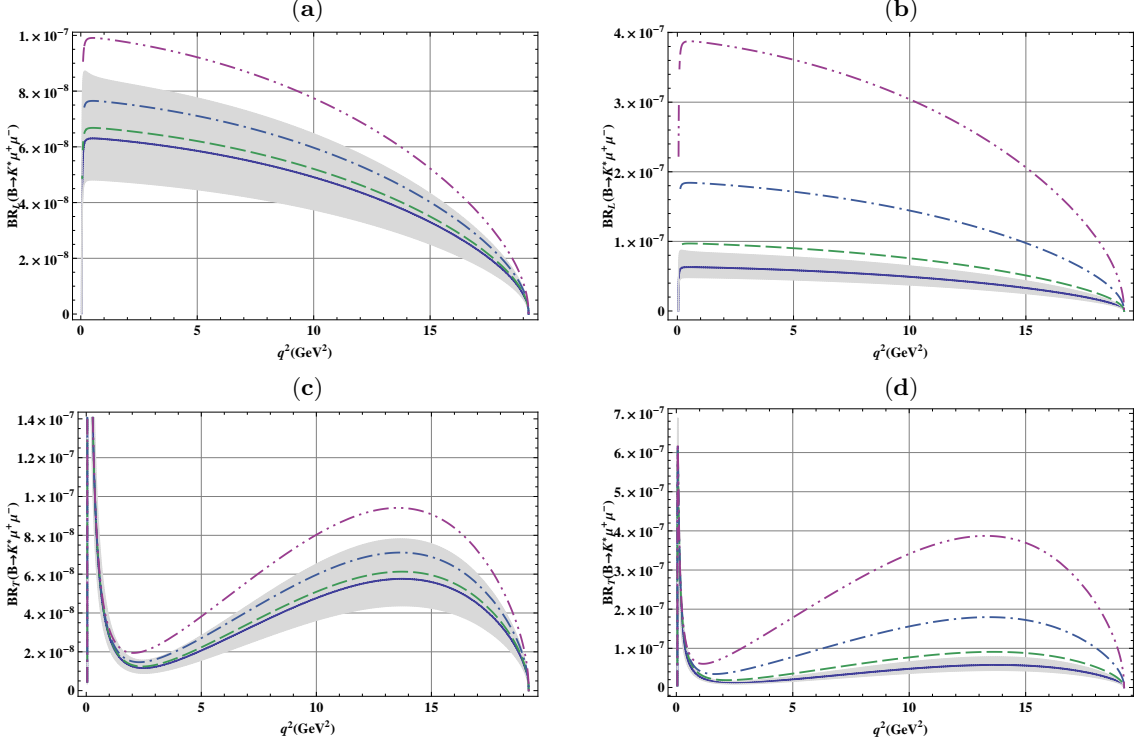 (a)
BR_L(B→K*μ⁺μ⁻)
1.×10⁻⁷
8.×10⁻⁸
6.×10⁻⁸
4.×10⁻⁸
2.×10⁻⁸
0
0 5 10 15
q²(GeV²)
(b)
BR_L(B→K*μ⁺μ⁻)
4.×10⁻⁷
3.×10⁻⁷
2.×10⁻⁷
1.×10⁻⁷
0
0 5 10 15
q²(GeV²)
(c)
BR_T(B→K*μ⁺μ⁻)
1.4×10⁻⁷
1.2×10⁻⁷
1.×10⁻⁷
8.×10⁻⁸
6.×10⁻⁸
4.×10⁻⁸
2.×10⁻⁸
0
0 5 10 15
q²(GeV²)
(d)
BR_T(B→K*μ⁺μ⁻)
7.×10⁻⁷
6.×10⁻⁷
5.×10⁻⁷
4.×10⁻⁷
3.×10⁻⁷
2.×10⁻⁷
1.×10⁻⁷
0
0 5 10 15
q²(GeV²)